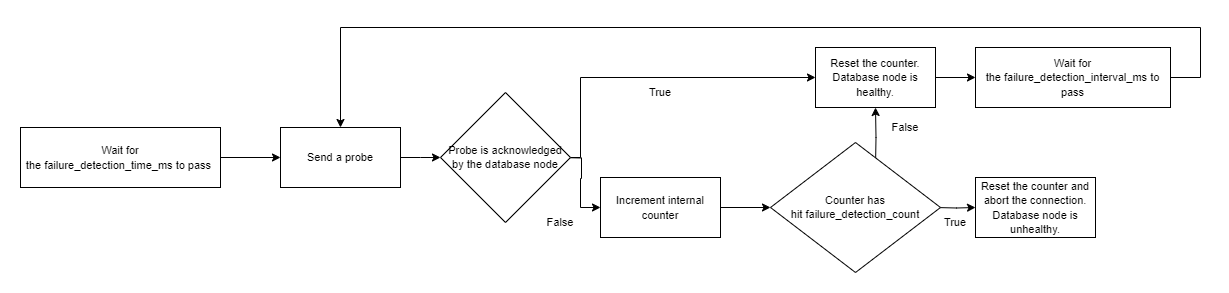 Wait for
the failure_detection_time_ms to pass
Send a probe
Probe is acknowledged
by the database node
True
False
Reset the counter.
Database node is
healthy.
Wait for
the failure_detection_interval_ms to
pass
Increment internal
counter
Counter has
hit failure_detection_count
False
True
Reset the counter and
abort the connection.
Database node is
unhealthy.